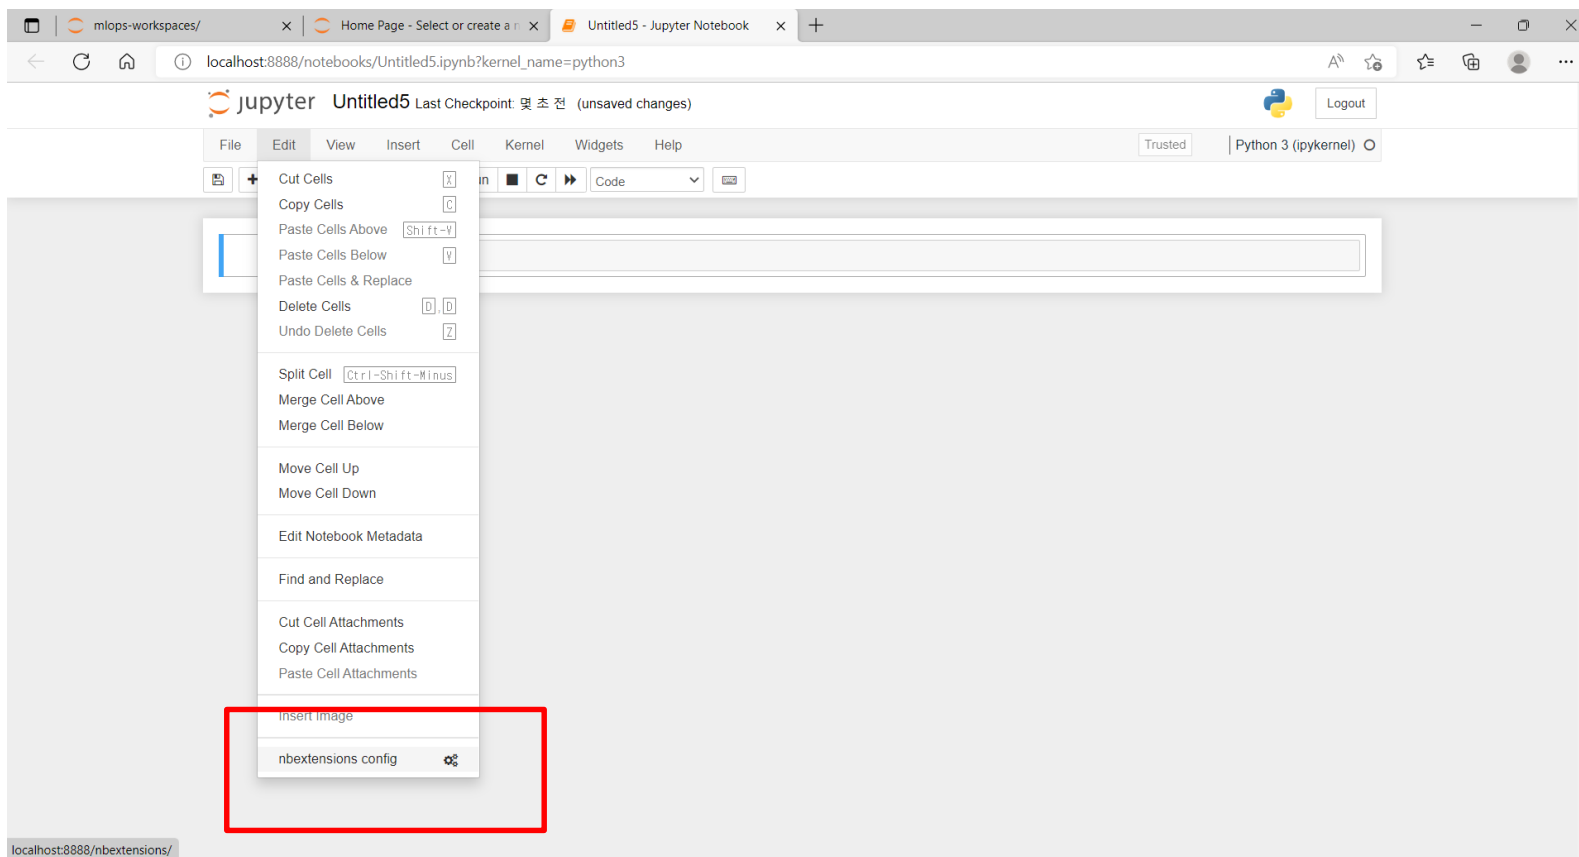 mlops-workspaces/
Home Page - Select or create a n
Untitled5 - Jupyter Notebook
localhost:8888/notebooks/Untitled5.ipynb?kernel_name=python3
jupyter Untitled5 Last Checkpoint: 몇 초 전 (unsaved changes)
Logout
File Edit View Insert Cell Kernel Widgets Help
Trusted
Python 3 (ipykernel)
Code
Cut Cells X
Copy Cells C
Paste Cells Above Shift-V
Paste Cells Below V
Paste Cells & Replace
Delete Cells D,D
Undo Delete Cells Z
Split Cell Ctrl-Shift-Minus
Merge Cell Above
Merge Cell Below
Move Cell Up
Move Cell Down
Edit Notebook Metadata
Find and Replace
Cut Cell Attachments
Copy Cell Attachments
Paste Cell Attachments
Insert Image
nbextensions config
localhost:8888/nbextensions/